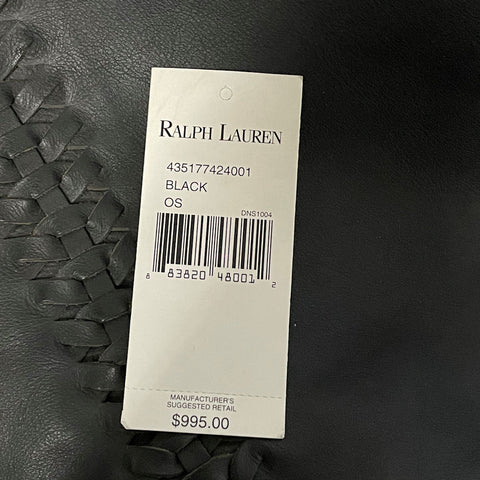 RALPH LAUREN
435177424001
BLACK
OS
DNS1004
8 83820 48001 2
MANUFACTURER'S
SUGGESTED RETAIL
$995.00